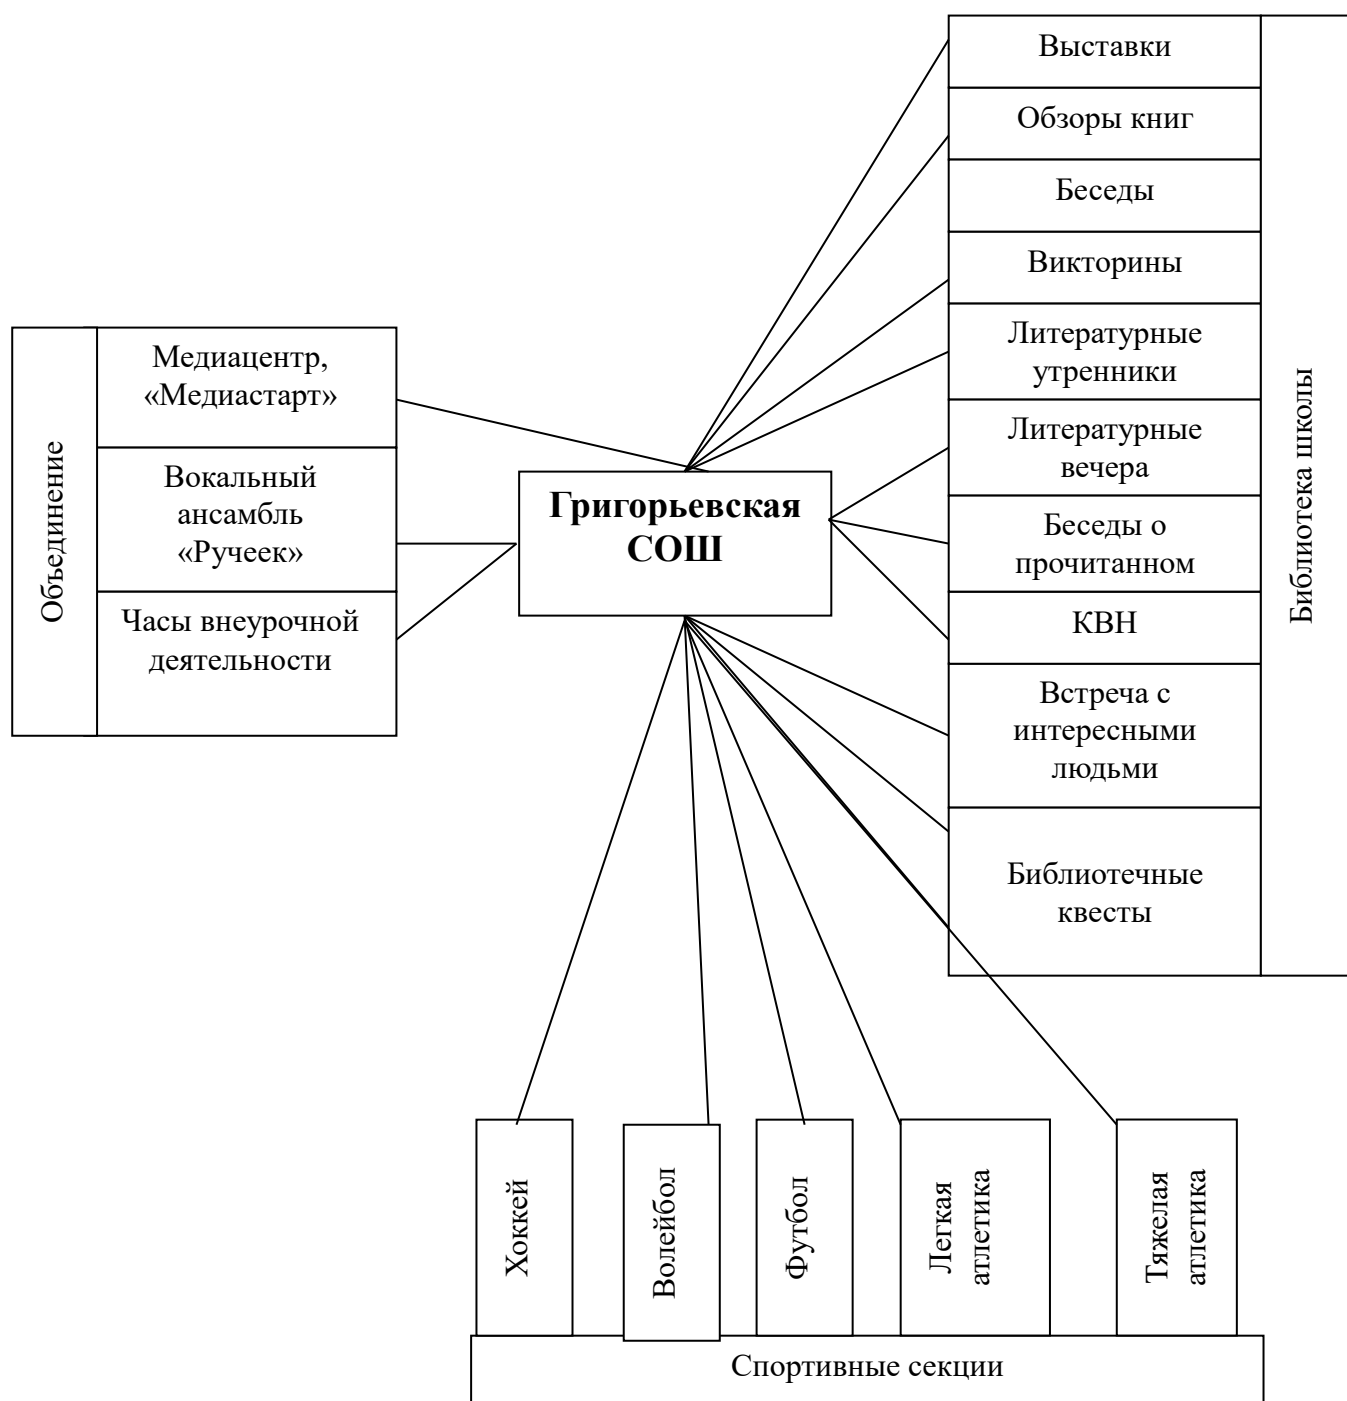 Объединение
Медиацентр,
«Медиастарт»
Вокальный
ансамбль
«Ручеек»
Часы внеурочной
деятельности
Григорьевская
СОШ
Выставки
Обзоры книг
Беседы
Викторины
Литературные
утренники
Литературные
вечера
Беседы о
прочитанном
КВН
Встреча с
интересными
людьми
Библиотечные
квесты
Библиотека школы
Хоккей
Волейбол
Футбол
Легкая
атлетика
Тяжелая
атлетика
Спортивные секции